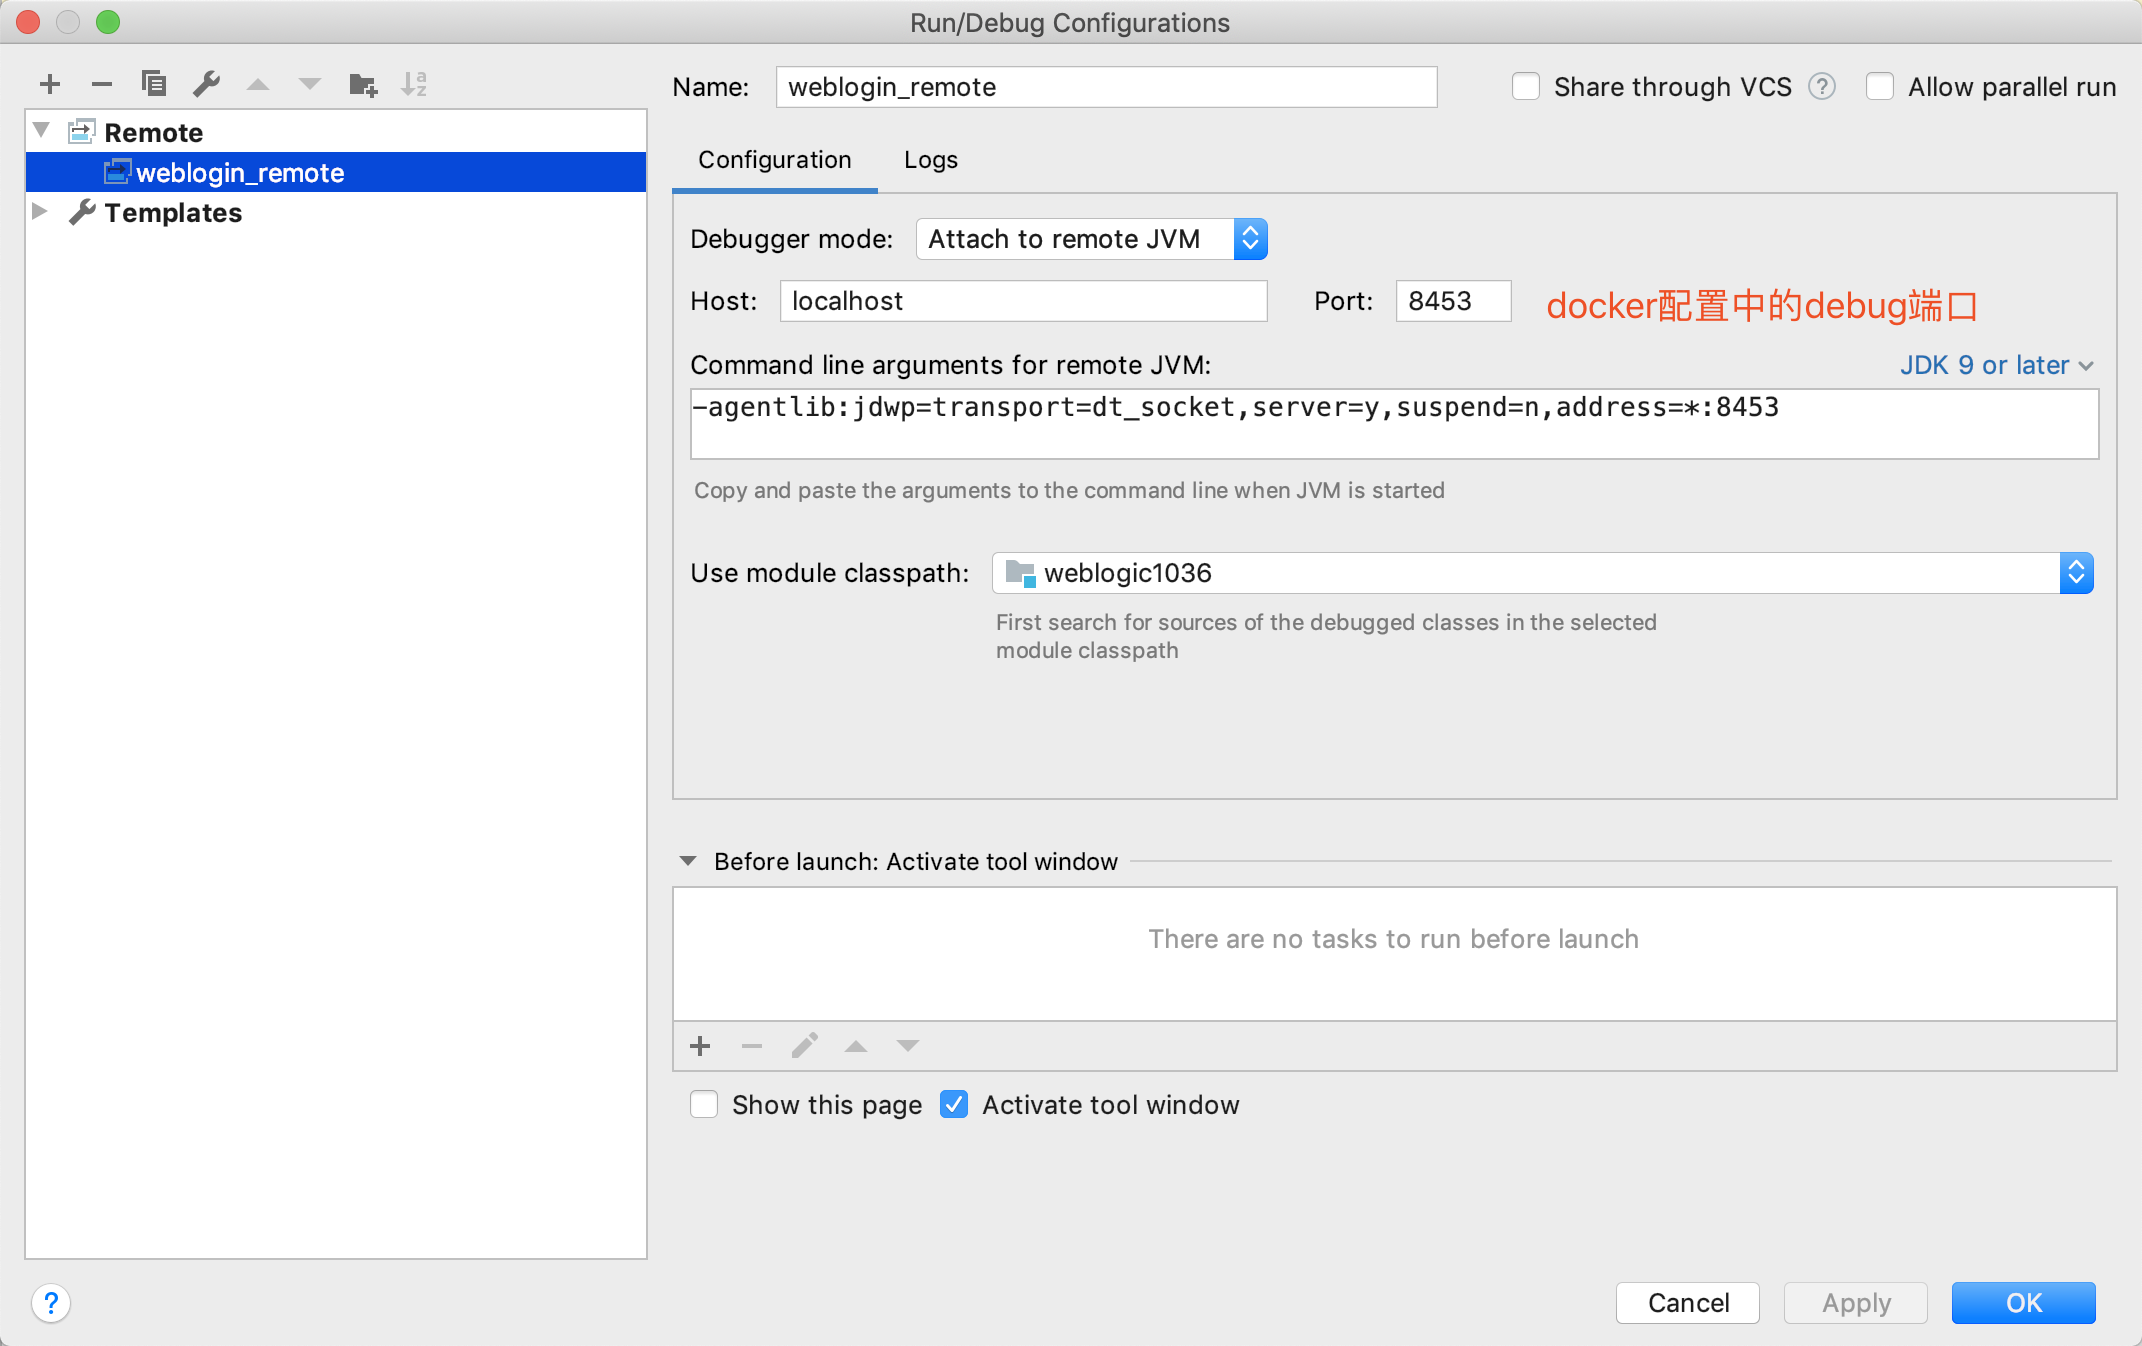 Run/Debug Configurations
Name: weblogin_remote
Share through VCS ?
Allow parallel run
Remote
weblogin_remote
Templates
Configuration Logs
Debugger mode: Attach to remote JVM
Host: localhost Port: 8453 docker配置中的debug端口
Command line arguments for remote JVM: JDK 9 or later
-agentlib:jdwp=transport=dt_socket,server=y,suspend=n,address=*:8453
Copy and paste the arguments to the command line when JVM is started
Use module classpath: weblogic1036
First search for sources of the debugged classes in the selected
module classpath
Before launch: Activate tool window
There are no tasks to run before launch
Show this page Activate tool window
? Cancel Apply OK